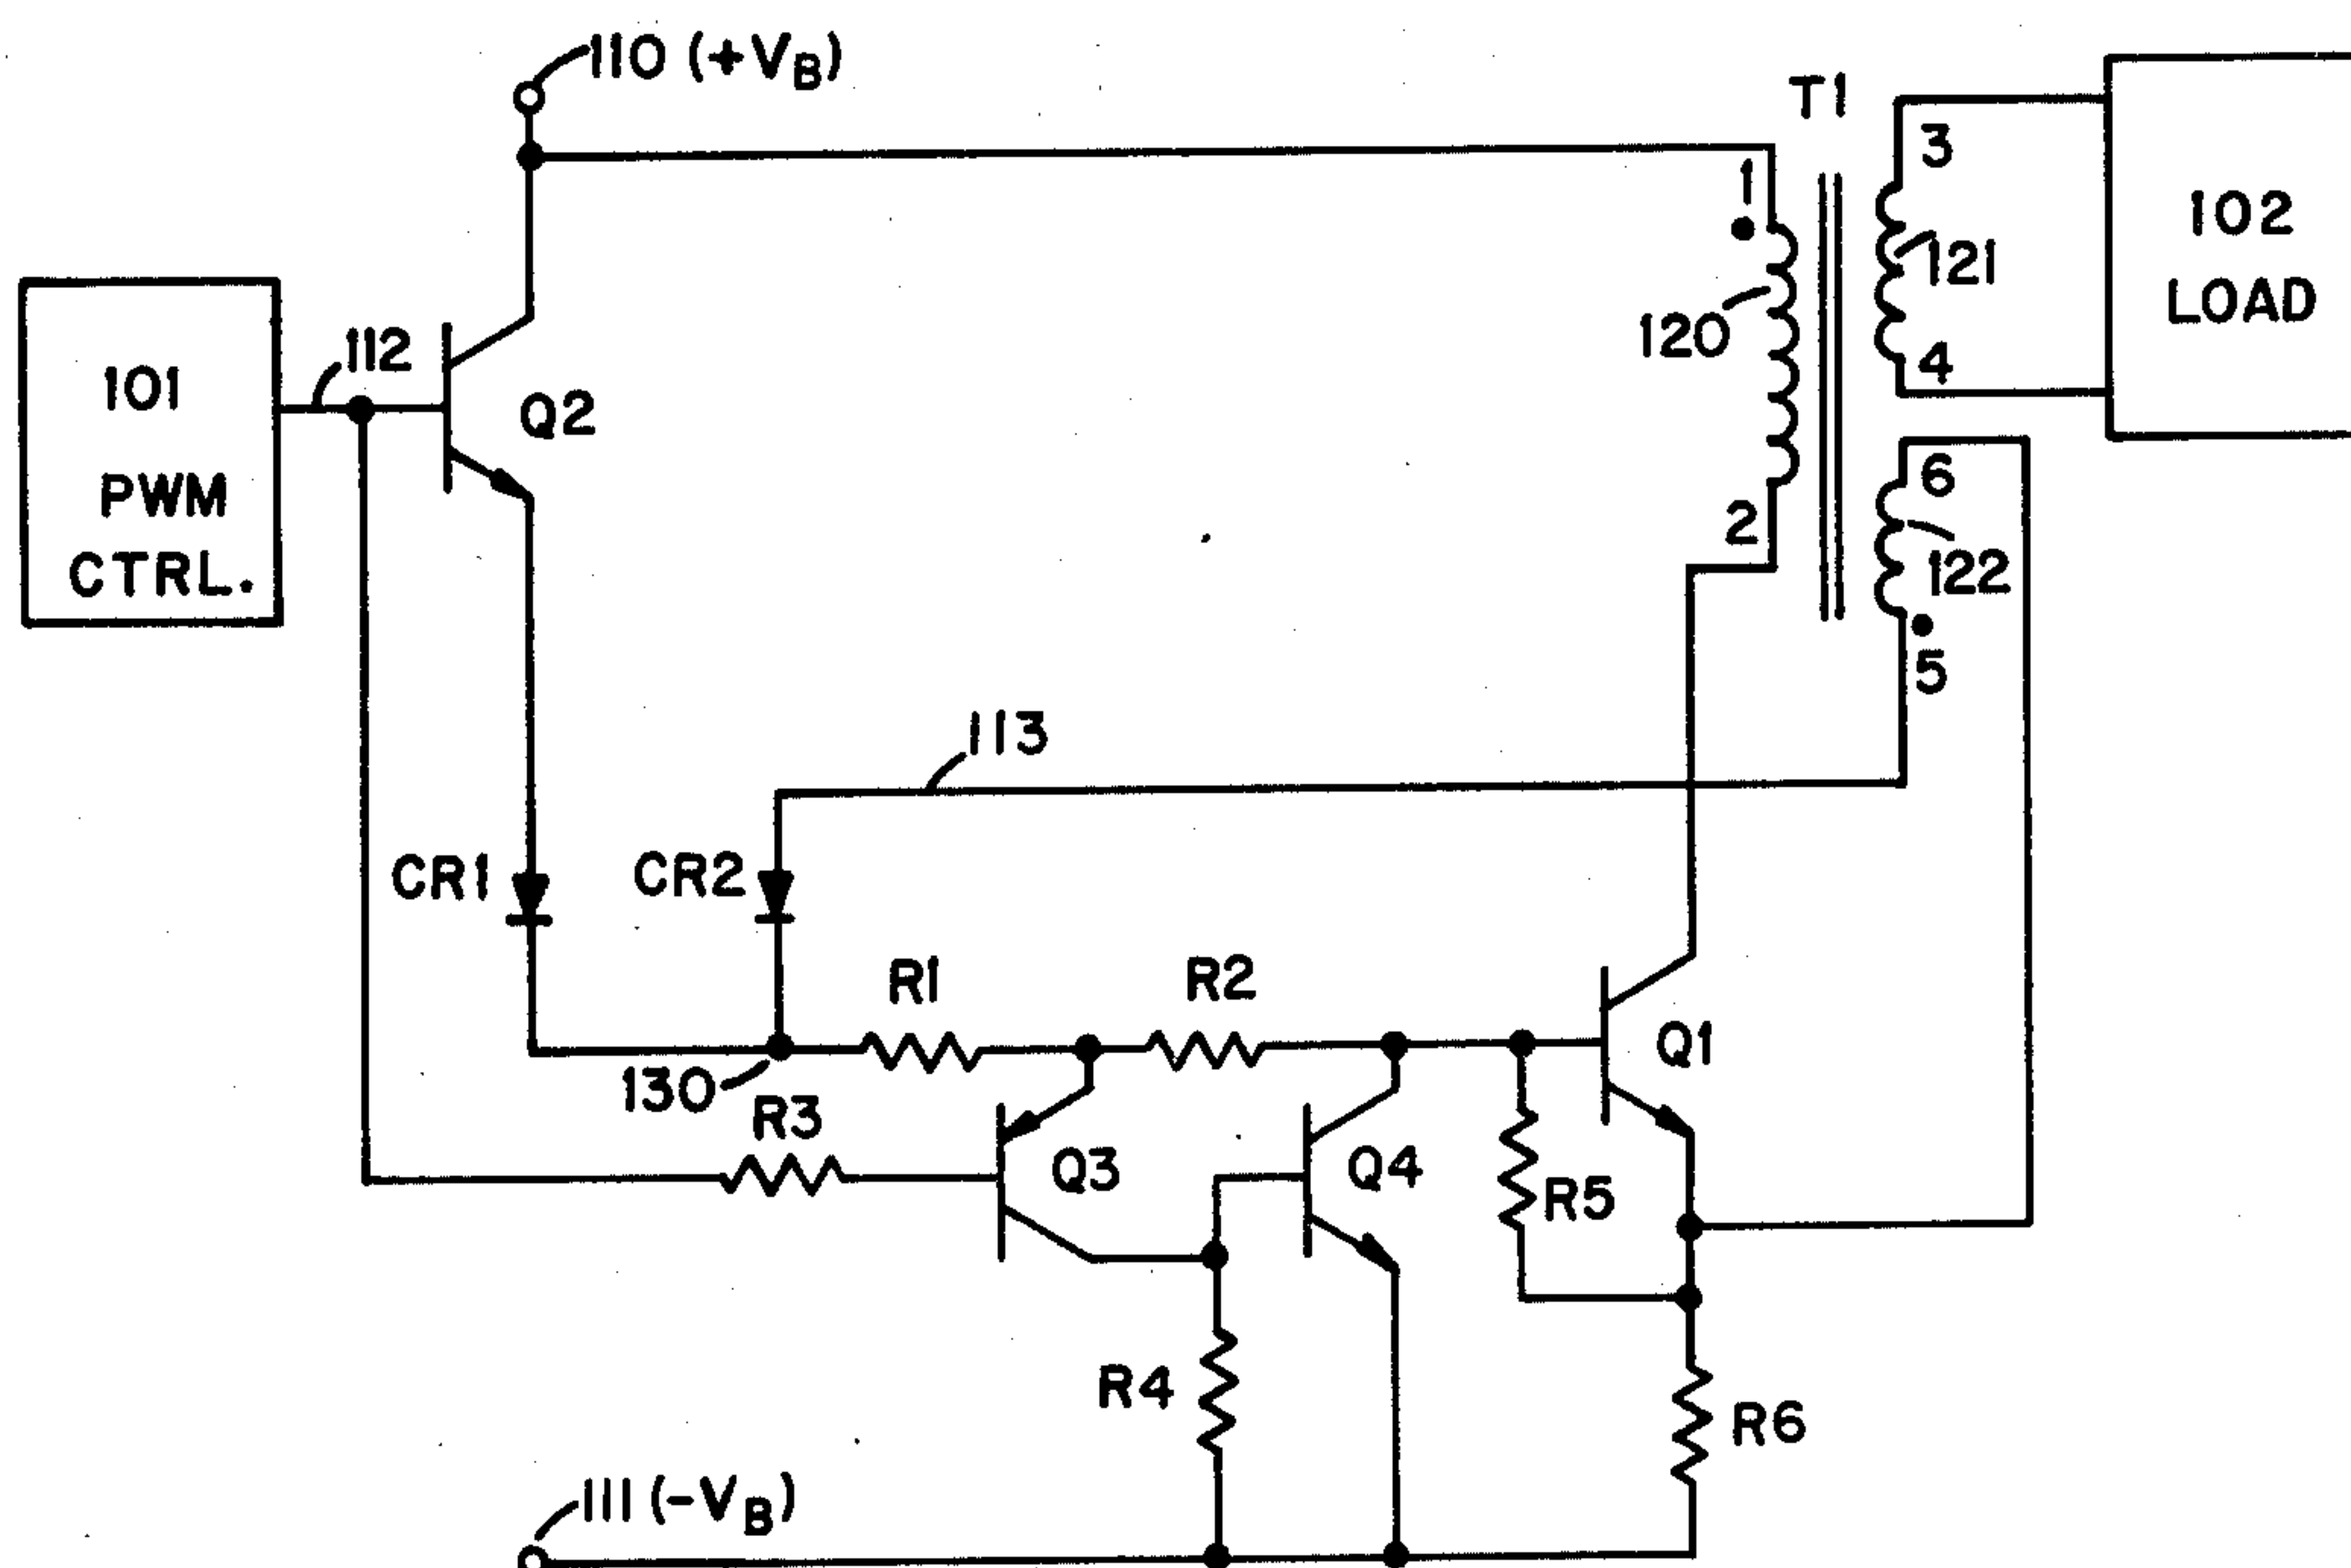 110 (+VB)
T1
3
1
102
LOAD
121
120
112
101
4
Q2
PWM
6
2
CTRL.
122
5
113
CR1
CR2
R1
R2
Q1
130
R3
Q3
Q4
R5
R4
R6
111 (-VB)